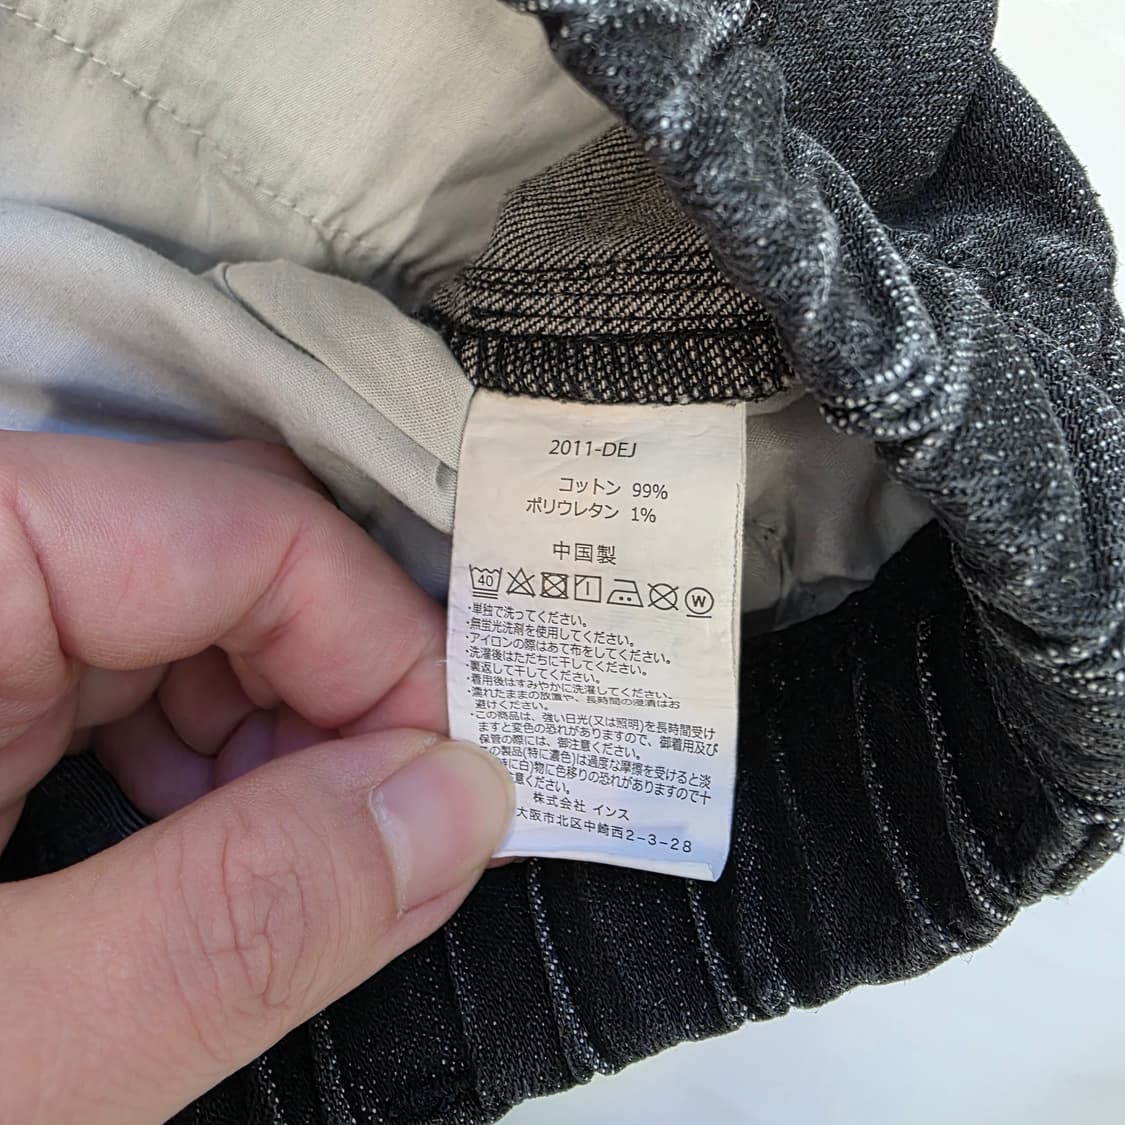 2011-DEJ
コットン 99%
ポリウレタン 1%
中国製
40 W
・単独で洗ってください。
・無蛍光洗剤を使用してください。
・アイロンの際はあて布をしてください。
・洗濯後はただちに干してください。
・裏返して干してください。
・着用後はすみやかに洗濯してください。
・濡れたままの放置や、長時間の浸漬はお
避けください。
・この商品は、強い日光(又は照明)を長時間受け
ますと変色の恐れがありますので、御着用及び
保管の際には、御注意ください。
この製品(特に濃色)は過度な摩擦を受けると淡
特に白)物に色移りの恐れがありますので十
注意ください。
株式会社 インス
大阪市北区中崎西2-3-28